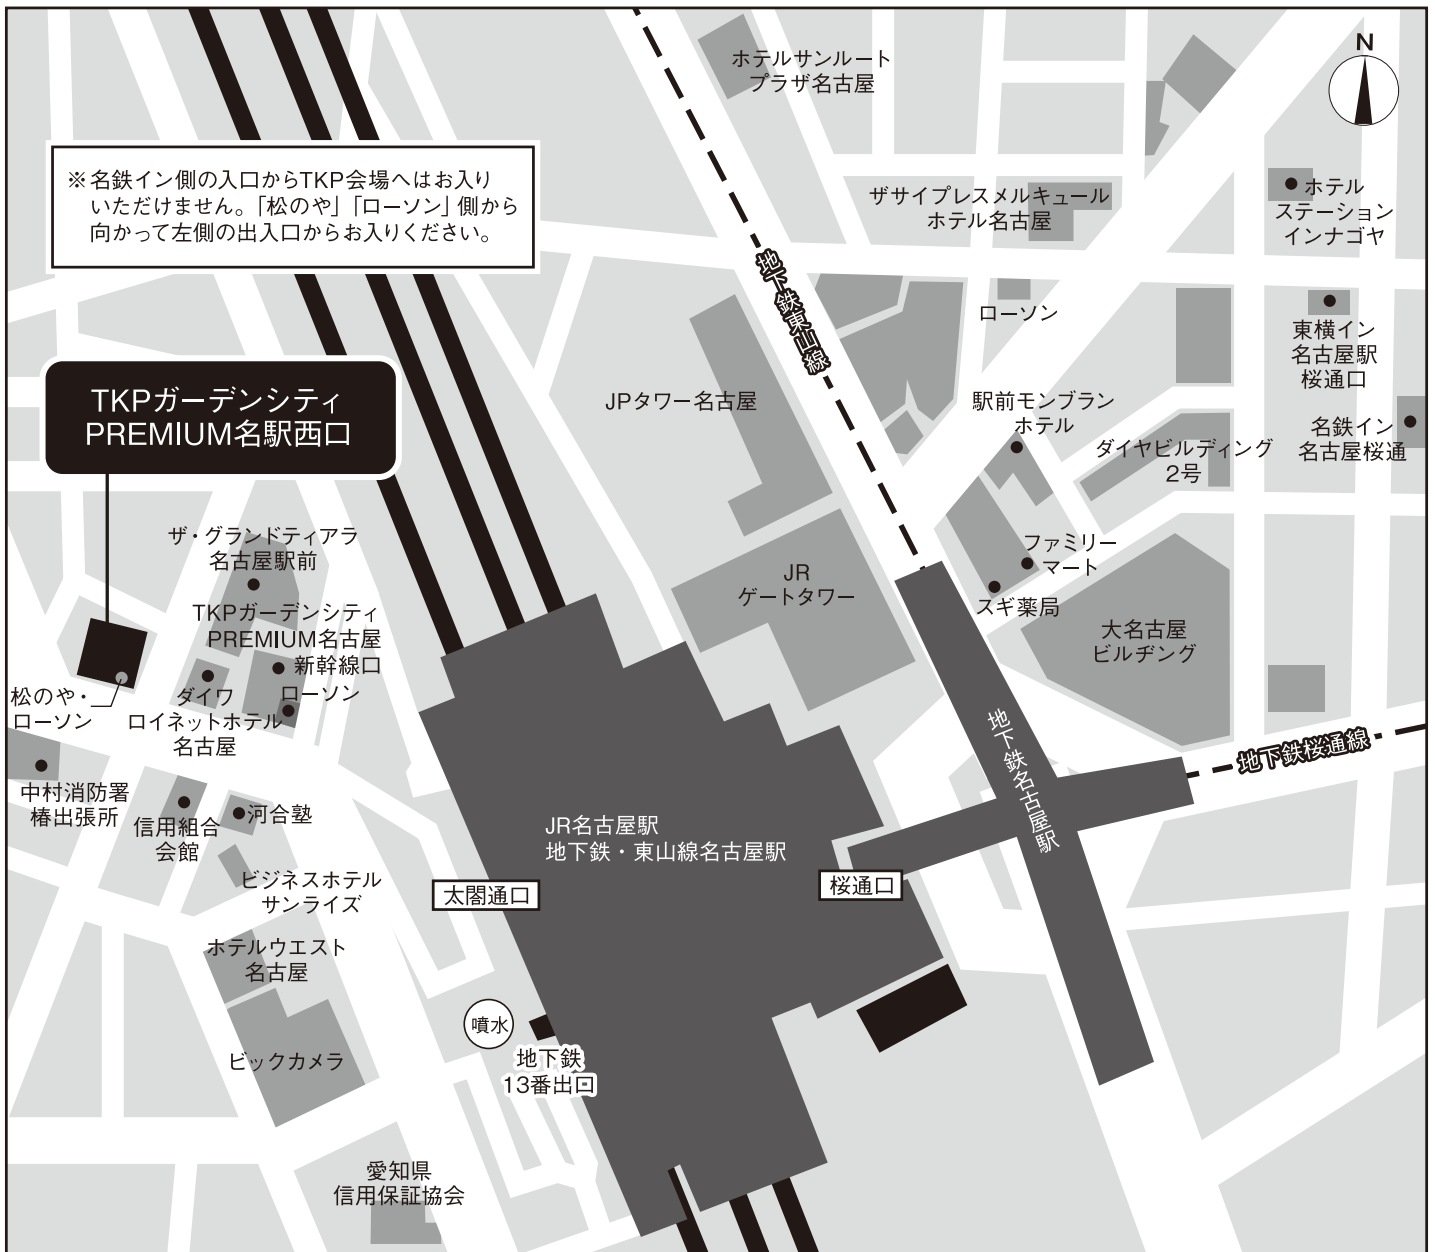 N
ホテルサンルート
プラザ名古屋
※名鉄イン側の入口からTKP会場へはお入り
いただけません。「松のや」「ローソン」側から
向かって左側の出入口からお入りください。
ザサイプレスメルキュール
ホテル名古屋
ホテル
ステーション
インナゴヤ
地下鉄東山線
ローソン
東横イン
名古屋駅
桜通口
TKPガーデンシティ
PREMIUM名駅西口
JPタワー名古屋
駅前モンブラン
ホテル
名鉄イン
名古屋桜通
ダイヤビルディング
2号
ザ・グランドティアラ
名古屋駅前
ファミリー
マート
JR
ゲートタワー
スギ薬局
TKPガーデンシティ
PREMIUM名古屋
新幹線口
大名古屋
ビルヂング
松のや・
ローソン
ダイワ
ロイネットホテル
名古屋
ローソン
地下鉄名古屋駅
地下鉄桜通線
中村消防署
椿出張所
信用組合
会館
河合塾
JR名古屋駅
地下鉄・東山線名古屋駅
ビジネスホテル
サンライズ
太閤通口
桜通口
ホテルウエスト
名古屋
噴水
ビックカメラ
地下鉄
13番出口
愛知県
信用保証協会